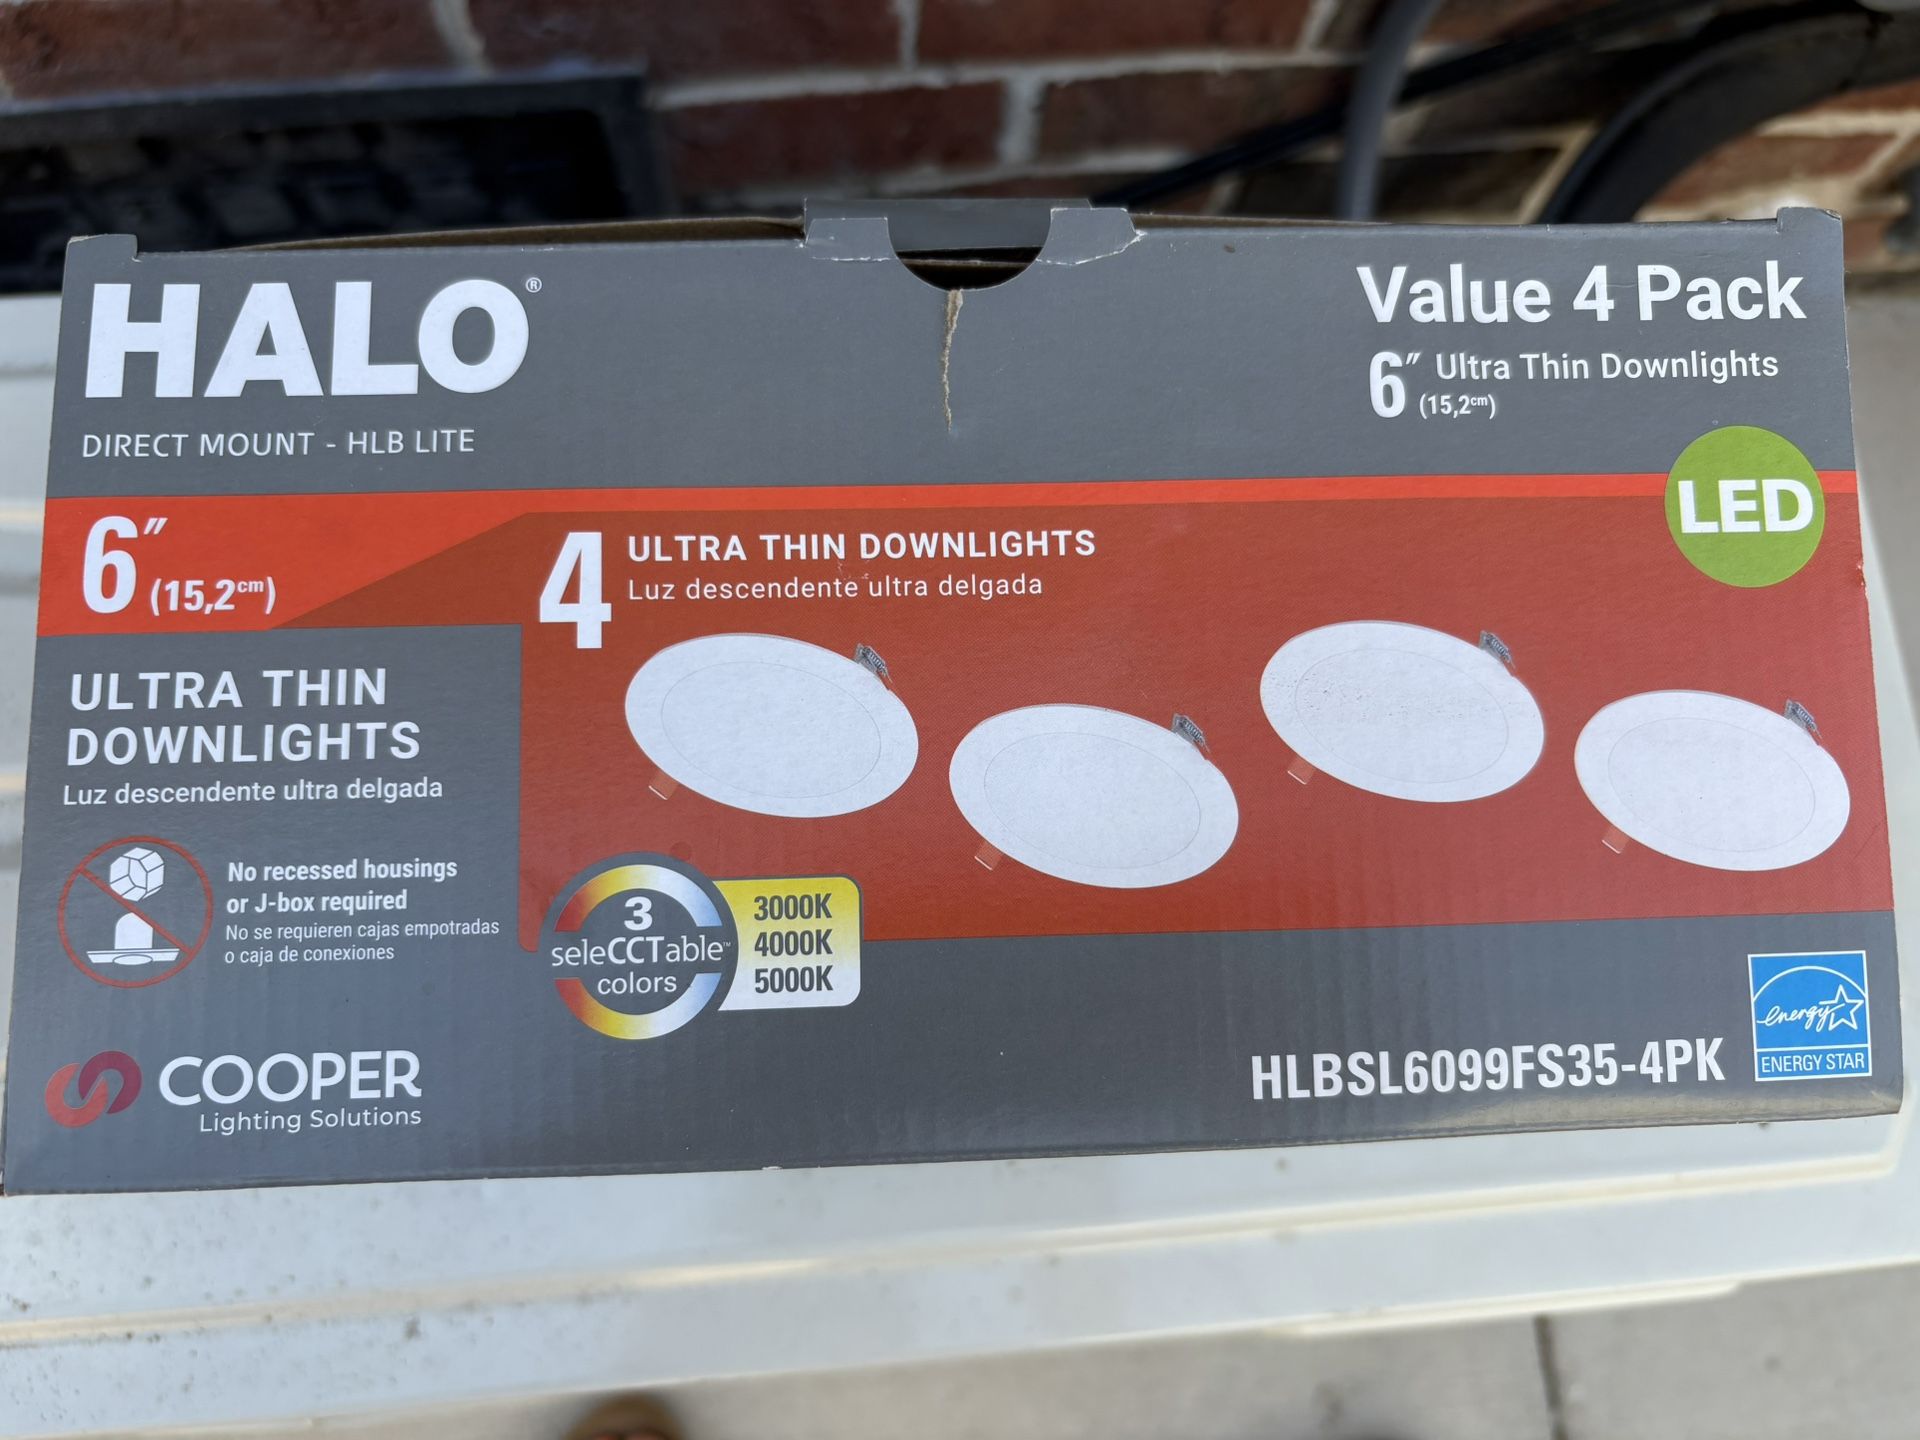 HALO®
DIRECT MOUNT - HLB LITE
Value 4 Pack
6″ Ultra Thin Downlights
(15,2cm)
LED
6″
(15,2cm)
4 ULTRA THIN DOWNLIGHTS
Luz descendente ultra delgada
ULTRA THIN
DOWNLIGHTS
Luz descendente ultra delgada
No recessed housings
or J-box required
No se requieren cajas empotradas
o caja de conexiones
3
seleCCTable™
colors
3000K
4000K
5000K
COOPER
Lighting Solutions
HLBSL6099FS35-4PK
energy
ENERGY STAR